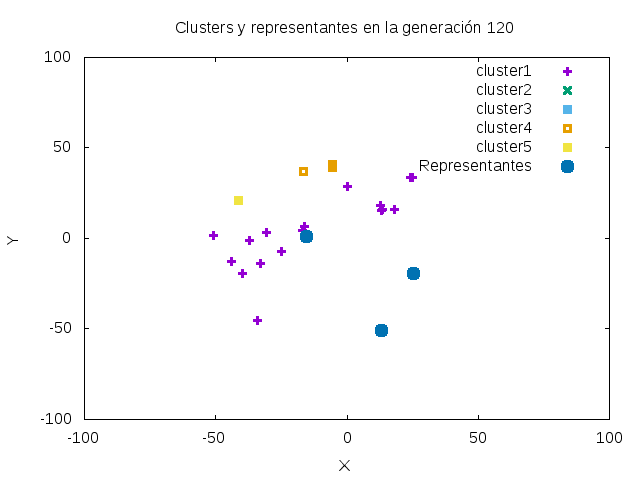 Clusters y representantes en la generación 120
100
50
0
-50
-100
-100
-50
0
50
100
Y
X
cluster1
cluster2
cluster3
cluster4
cluster5
Representantes